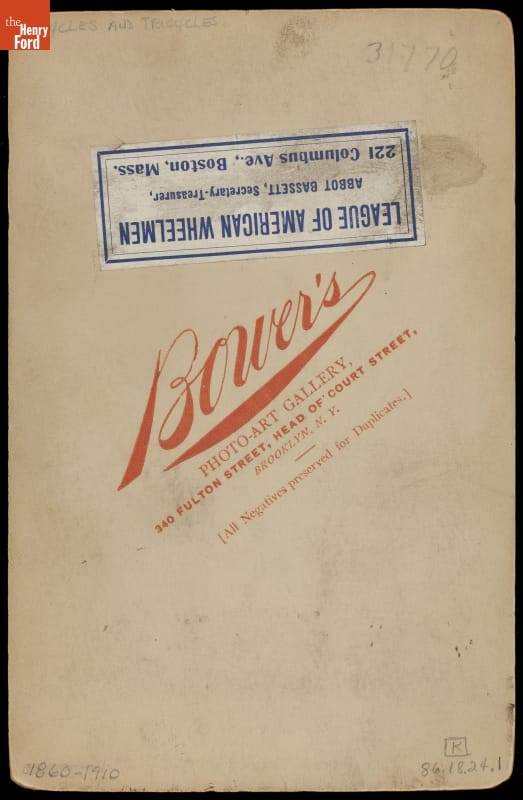 the
Henry
Ford
AND TRICYCLES
31770
LEAGUE OF AMERICAN WHEELMEN
ABBOT BASSETT, Secretary-Treasurer,
221 Columbus Ave., Boston, Mass.
Bower's
PHOTO-ART GALLERY,
340 FULTON STREET, HEAD OF COURT STREET,
BROOKLYN, N. Y.
[All Negatives preserved for Duplicates.]
K
1860-1910
86.18.24.1